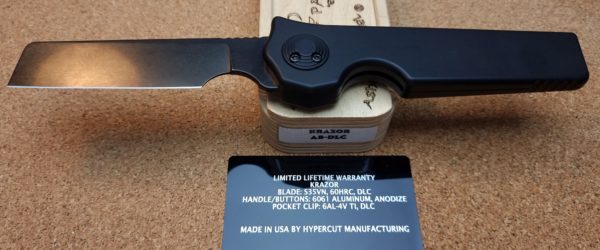 KRAZOR
AB-DLC
LIMITED LIFETIME WARRANTY
KRAZOR
BLADE: S35VN, 60HRC, DLC
HANDLE/BUTTONS: 6061 ALUMINUM, ANODIZE
POCKET CLIP: 6AL-4V TI, DLC
MADE IN USA BY HYPERCUT MANUFACTURING